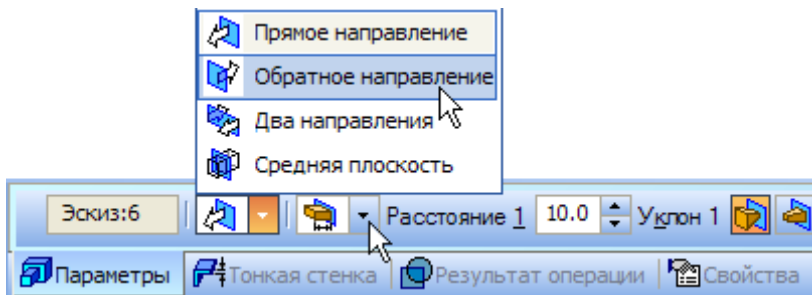 Прямое направление
Обратное направление
Два направления
Средняя плоскость
Эскиз:6 Расстояние 1 10.0 Уклон 1
Параметры Тонкая стенка Результат операции Свойства